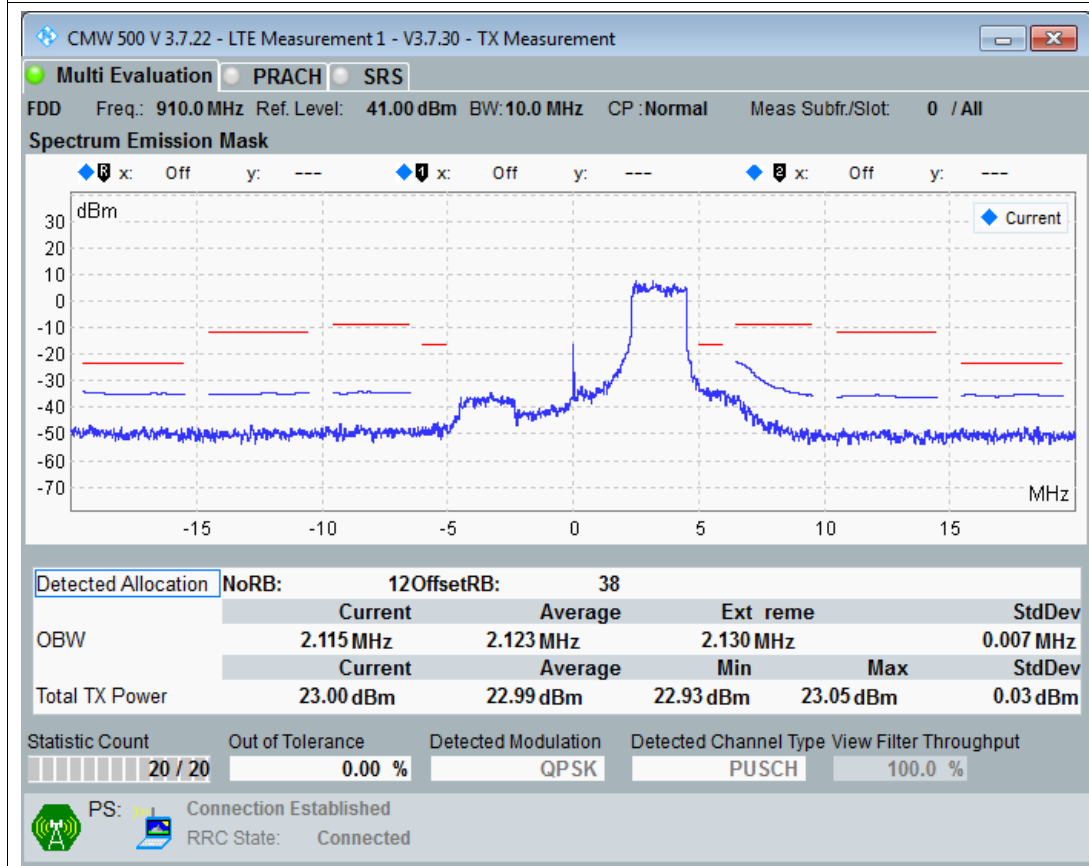 CMW 500 V 3.7.22 - LTE Measurement 1 - V3.7.30 - TX Measurement
Multi Evaluation PRACH SRS
FDD Freq.: 910.0 MHz Ref. Level: 41.00 dBm BW: 10.0 MHz CP : Normal Meas Subfr./Slot: 0 / All
Spectrum Emission Mask
R x: Off y: --- 1 x: Off y: --- 2 x: Off y: ---
dBm
Current
30
20
10
0
-10
-20
-30
-40
-50
-60
-70
MHz
-15 -10 -5 0 5 10 15
Detected Allocation NoRB: 12 OffsetRB: 38
Current Average Ext reme StdDev
OBW 2.115 MHz 2.123 MHz 2.130 MHz 0.007 MHz
Current Average Min Max StdDev
Total TX Power 23.00 dBm 22.99 dBm 22.93 dBm 23.05 dBm 0.03 dBm
Statistic Count Out of Tolerance Detected Modulation Detected Channel Type View Filter Throughput
20 / 20 0.00 % QPSK PUSCH 100.0 %
PS: Connection Established
RRC State: Connected